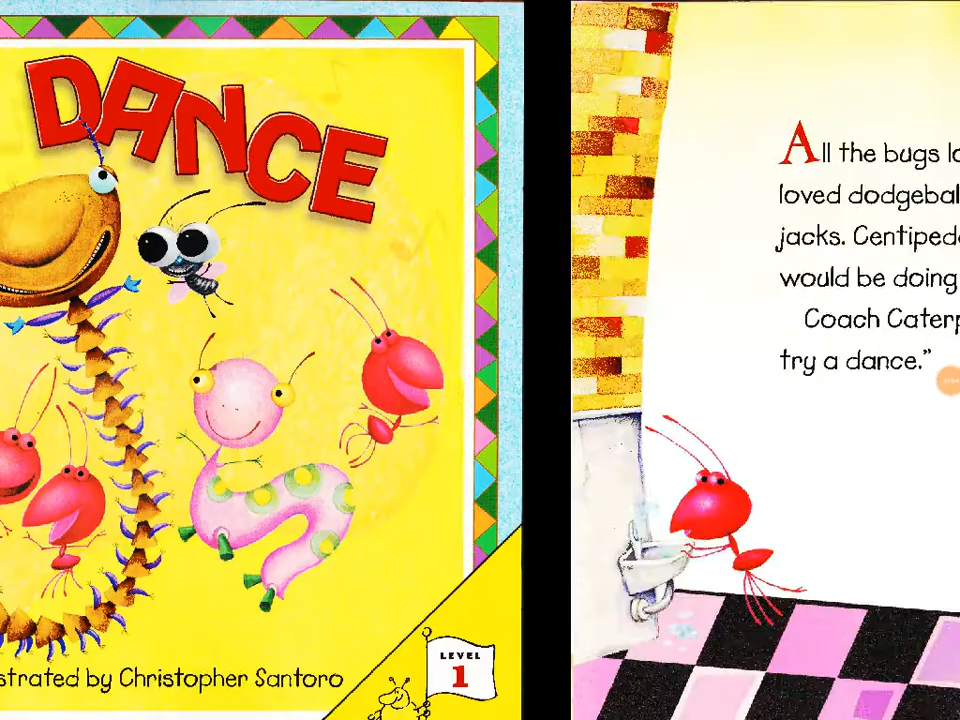 DANCE
strated by Christopher Santoro
LEVEL
1
All the bugs lo
loved dodgebal
jacks. Centiped
would be doing
Coach Caterp
try a dance."